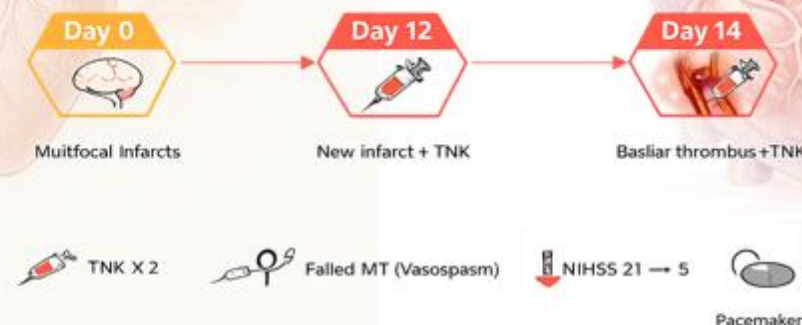 Day 0
Day 12
Day 14
Muitfocal Infarcts
New infarct + TNK
Basliar thrombus +TNK
TNK X 2
Falled MT (Vasospasm)
NIHSS 21 → 5
Pacemaker